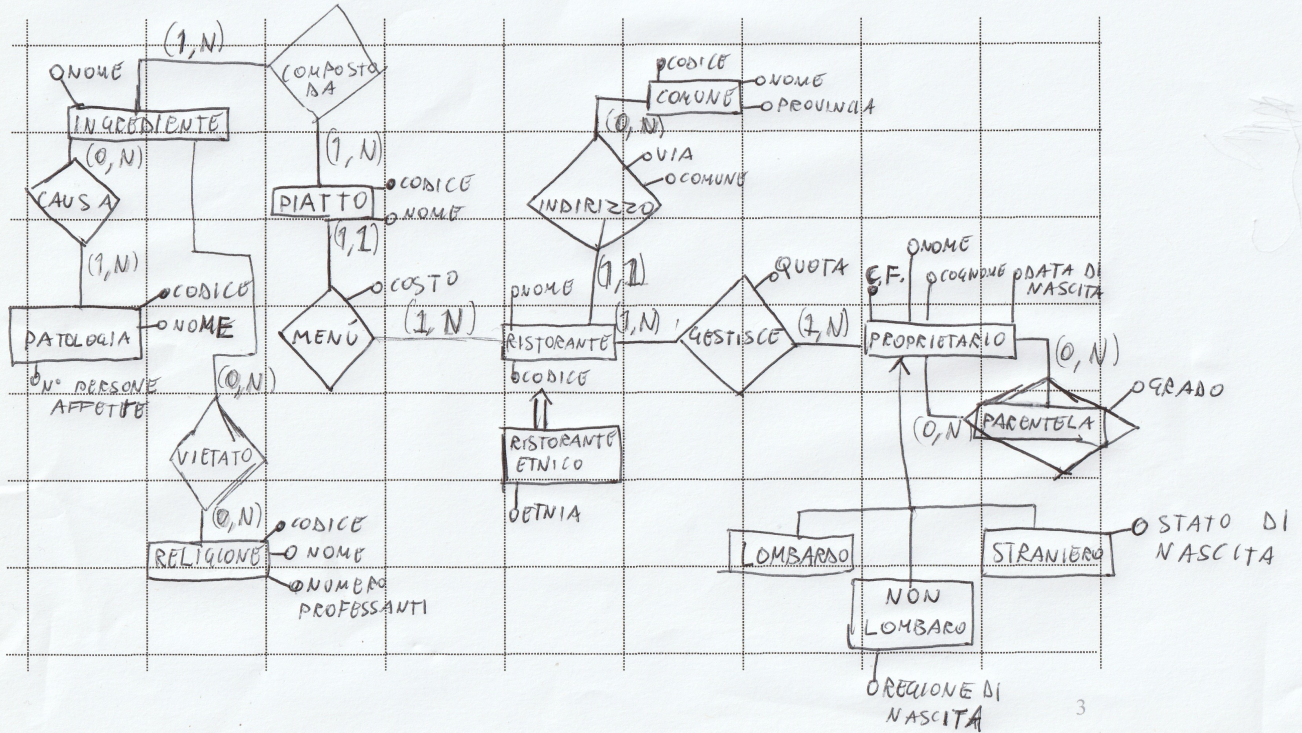 (1,N)
COMPOSTO
DA
NOME
INGREDIENTE
(0,N)
CAUSA
(1,N)
PATOLOGIA
CODICE
NOME
N° PERSONE
AFFETTE
(1,N)
PIATTO
CODICE
NOME
(1,1)
MENÙ
COSTO
(1,N)
(0,N)
VIETATO
(0,N)
RELIGIONE
CODICE
NOME
NUMERO
PROFESSANTI
CODICE
COMUNE
NOME
PROVINCIA
(0,N)
VIA
COMUNE
INDIRIZZO
(1,1)
NOME
RISTORANTE
CODICE
RISTORANTE
ETNICO
ETNIA
(1,N)
GESTISCE
QUOTA
(1,N)
C.F.
NOME
COGNOME
DATA DI
NASCITA
PROPRIETARIO
(0,N)
(0,N)
PARENTELA
GRADO
LOMBARDO
NON
LOMBARO
REGIONE DI
NASCITA
STRANIERO
STATO DI
NASCITA
3